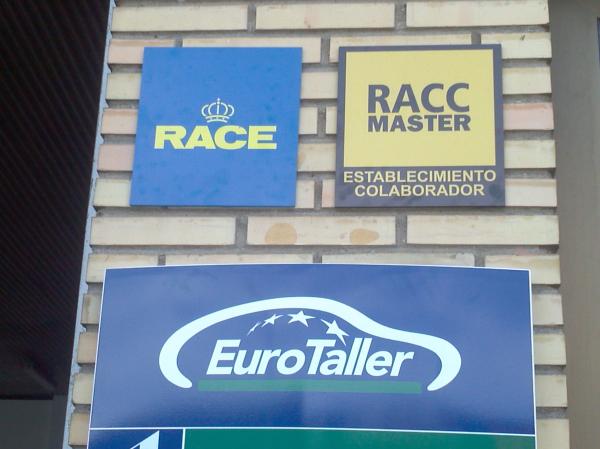 RACE
RACC
MASTER
ESTABLECIMIENTO
COLABORADOR
EuroTaller